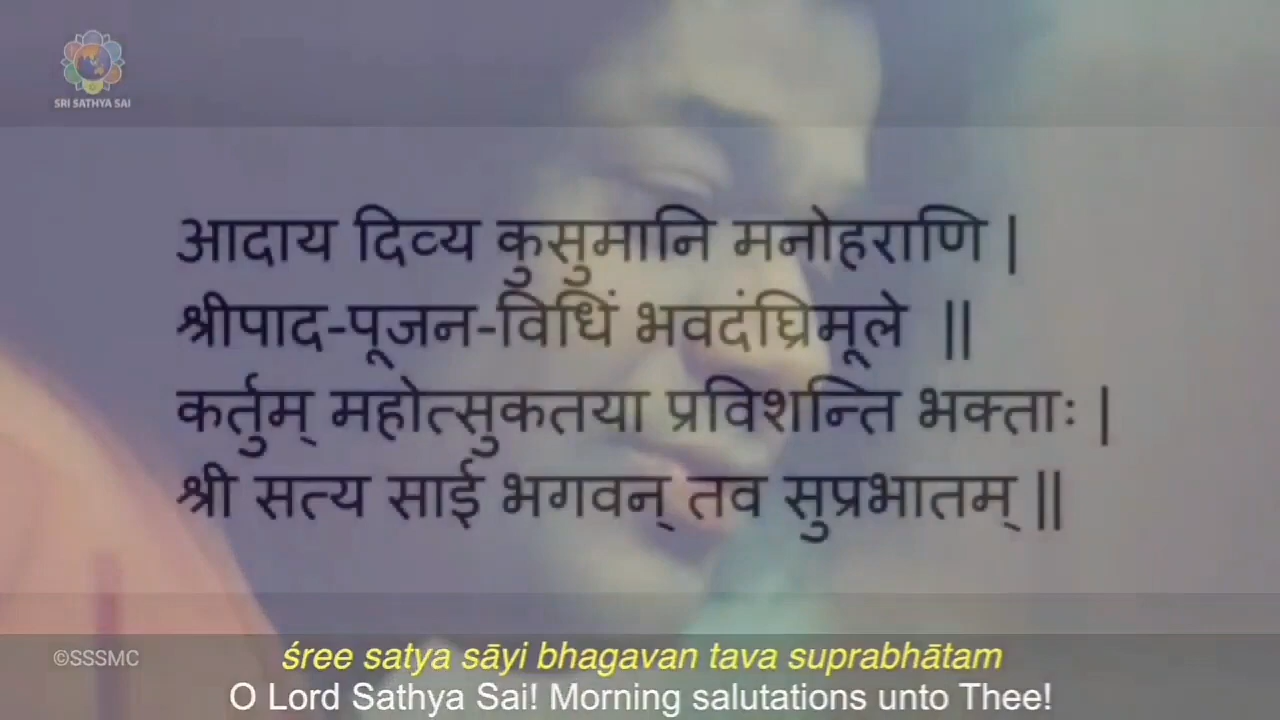 SRI SATHYA SAI
आदाय दिव्य कुसुमानि मनोहराणि |
श्रीपाद-पूजन-विधिं भवदंघ्रिमूले ||
कर्तुम् महोत्सुकतया प्रविशन्ति भक्ताः |
श्री सत्य साई भगवन् तव सुप्रभातम् ||
©SSSMC
śree satya sāyi bhagavan tava suprabhātam
O Lord Sathya Sai! Morning salutations unto Thee!